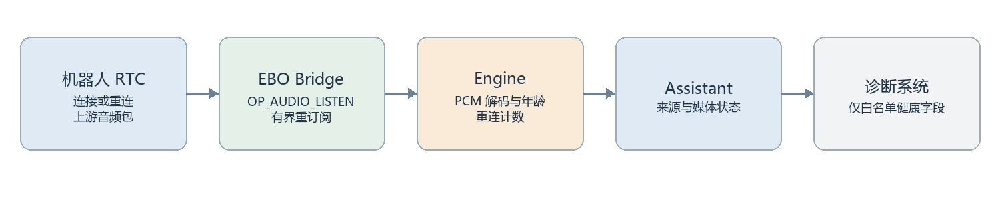 机器人 RTC
连接或重连
上游音频包
EBO Bridge
OP_AUDIO_LISTEN
有界重订阅
Engine
PCM 解码与年龄
重连计数
Assistant
来源与媒体状态
诊断系统
仅白名单健康字段